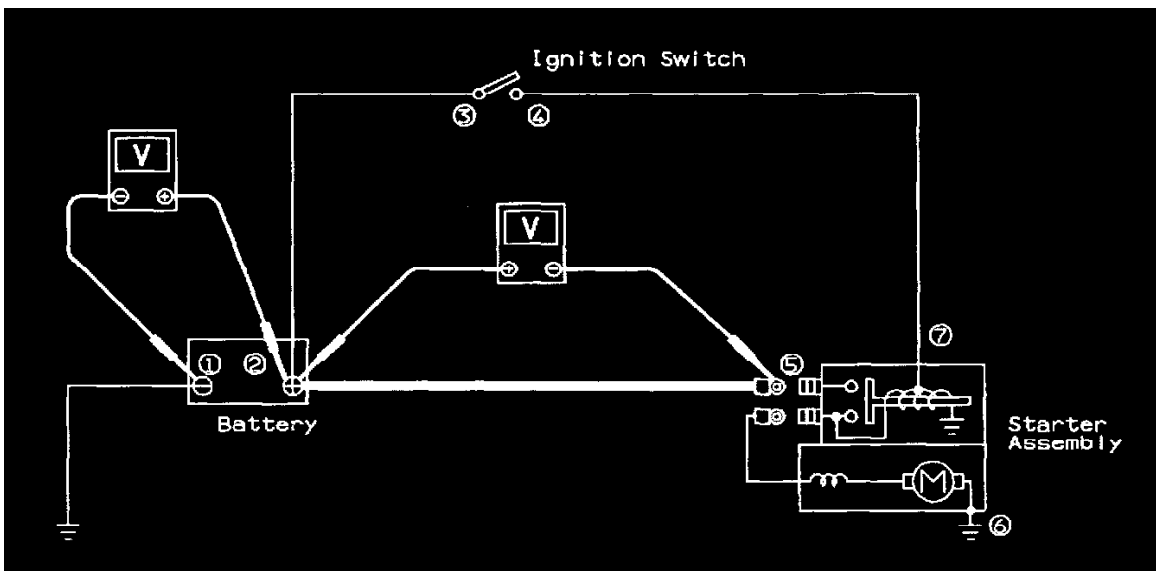 Ignition Switch
③ ④
V
− +
V
+ −
⑦
① ②
⑤
Battery
Starter
Assembly
M
⑥